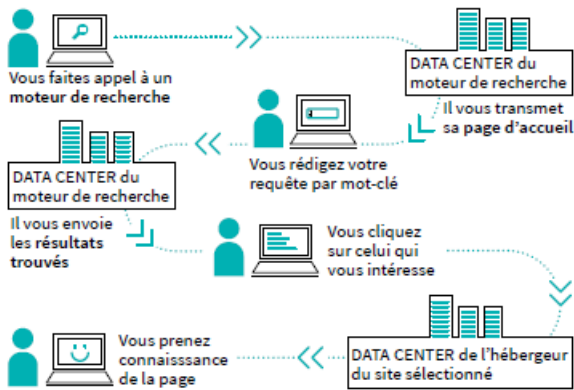 Vous faites appel à un
moteur de recherche
DATA CENTER du
moteur de recherche
Il vous transmet
sa page d'accueil
Vous rédigez votre
requête par mot-clé
DATA CENTER du
moteur de recherche
Il vous envoie
les résultats
trouvés
Vous cliquez
sur celui qui
vous intéresse
DATA CENTER de l'hébergeur
du site sélectionné
Vous prenez
connaisssance
de la page